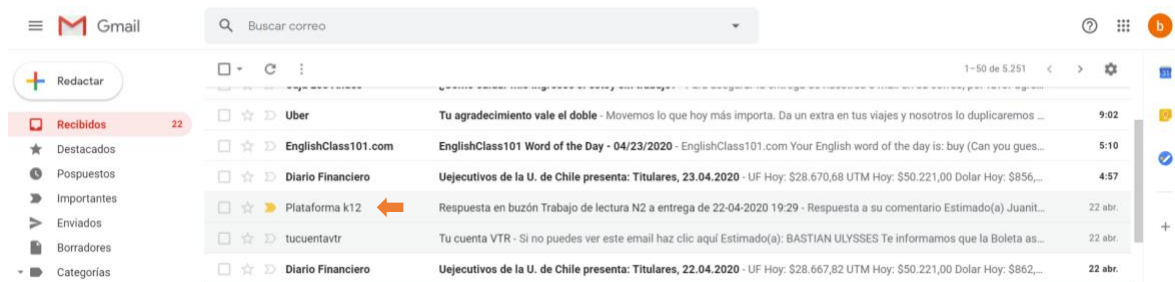 Gmail
Buscar correo
b
Redactar
1–50 de 5.251
Recibidos 22
Destacados
Pospuestos
Importantes
Enviados
Borradores
Categorías
Uber Tu agradecimiento vale el doble - Movemos lo que hoy más importa. Da un extra en tus viajes y nosotros lo duplicaremos ... 9:02
EnglishClass101.com EnglishClass101 Word of the Day - 04/23/2020 - EnglishClass101.com Your English word of the day is: buy (Can you gues... 5:10
Diario Financiero Uejecutivos de la U. de Chile presenta: Titulares, 23.04.2020 - UF Hoy: $28.670,68 UTM Hoy: $50.221,00 Dolar Hoy: $856,... 4:57
Plataforma k12 Respuesta en buzón Trabajo de lectura N2 a entrega de 22-04-2020 19:29 - Respuesta a su comentario Estimado(a) Juanit... 22 abr.
tucuentavtr Tu cuenta VTR - Si no puedes ver este email haz clic aquí Estimado(a): BASTIAN ULYSSES Te informamos que la Boleta as... 22 abr.
Diario Financiero Uejecutivos de la U. de Chile presenta: Titulares, 22.04.2020 - UF Hoy: $28.667,82 UTM Hoy: $50.221,00 Dolar Hoy: $862,... 22 abr.
31